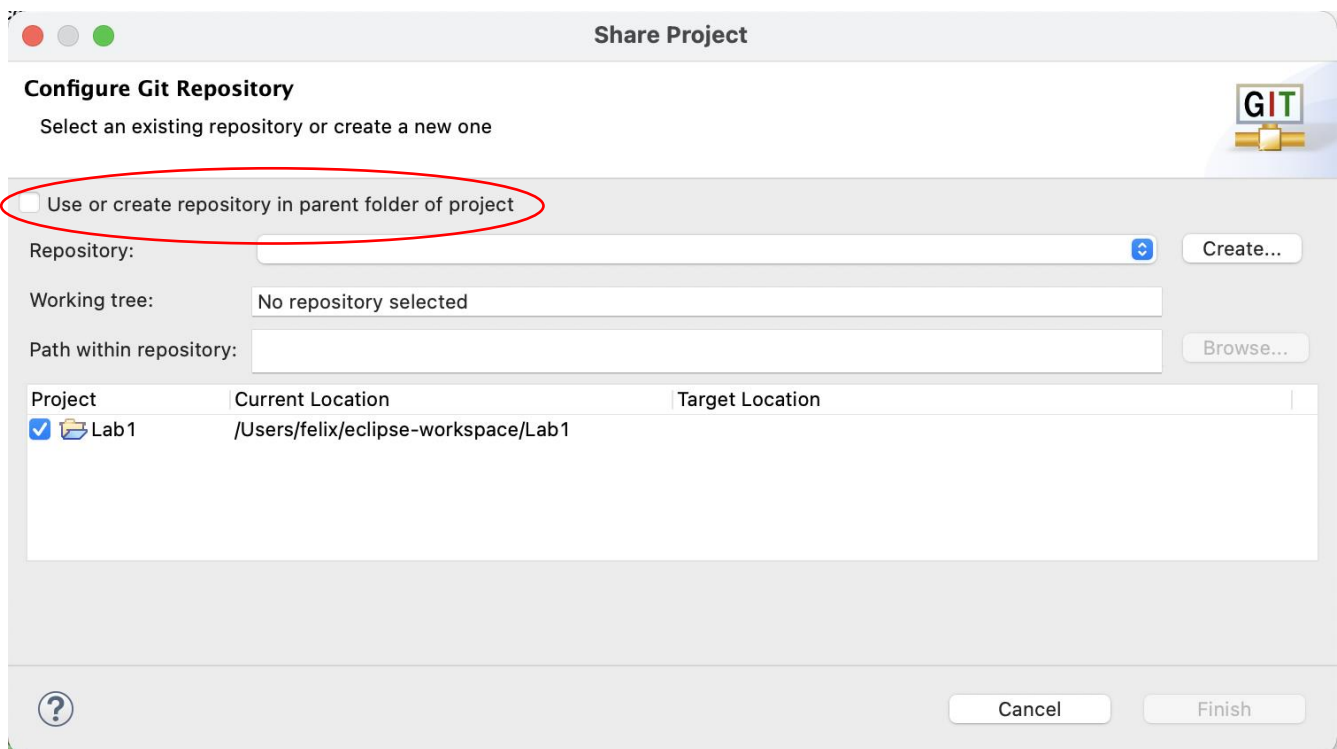 Share Project
Configure Git Repository
Select an existing repository or create a new one
GIT
Use or create repository in parent folder of project
Repository:
Create...
Working tree:
No repository selected
Path within repository:
Browse...
Project Current Location Target Location
Lab1 /Users/felix/eclipse-workspace/Lab1
?
Cancel
Finish